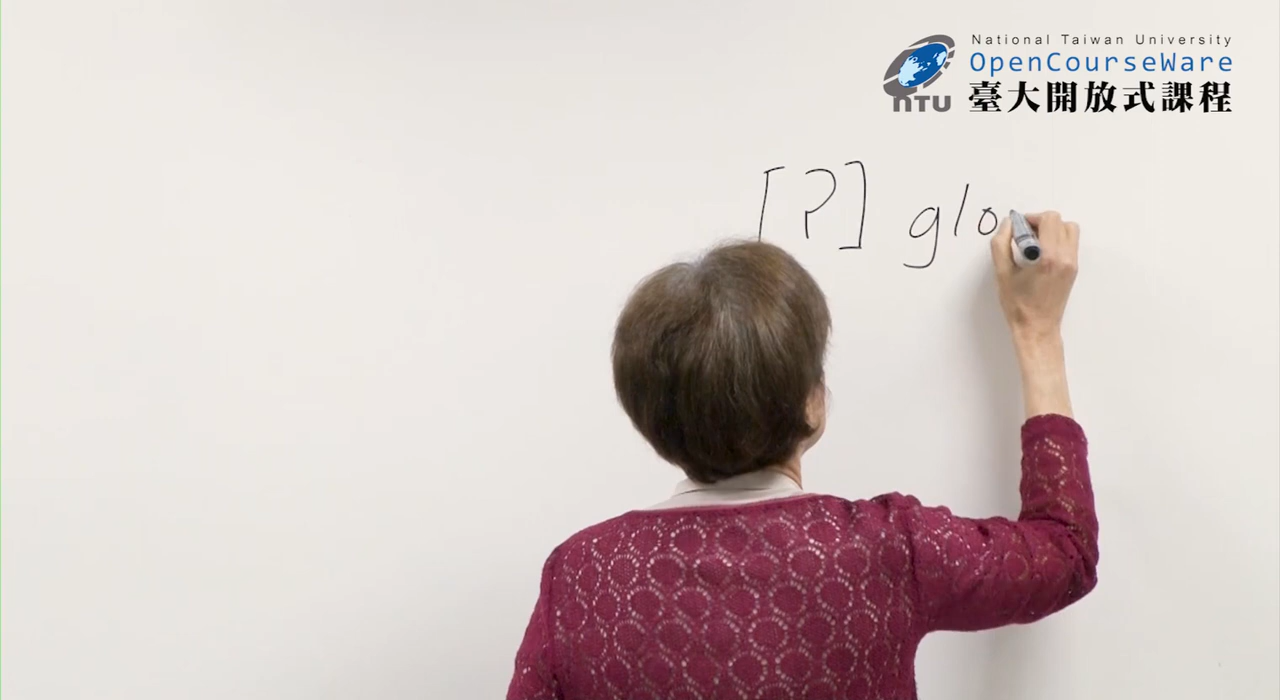 National Taiwan University
OpenCourseWare
NTU
臺大開放式課程
[?] glo